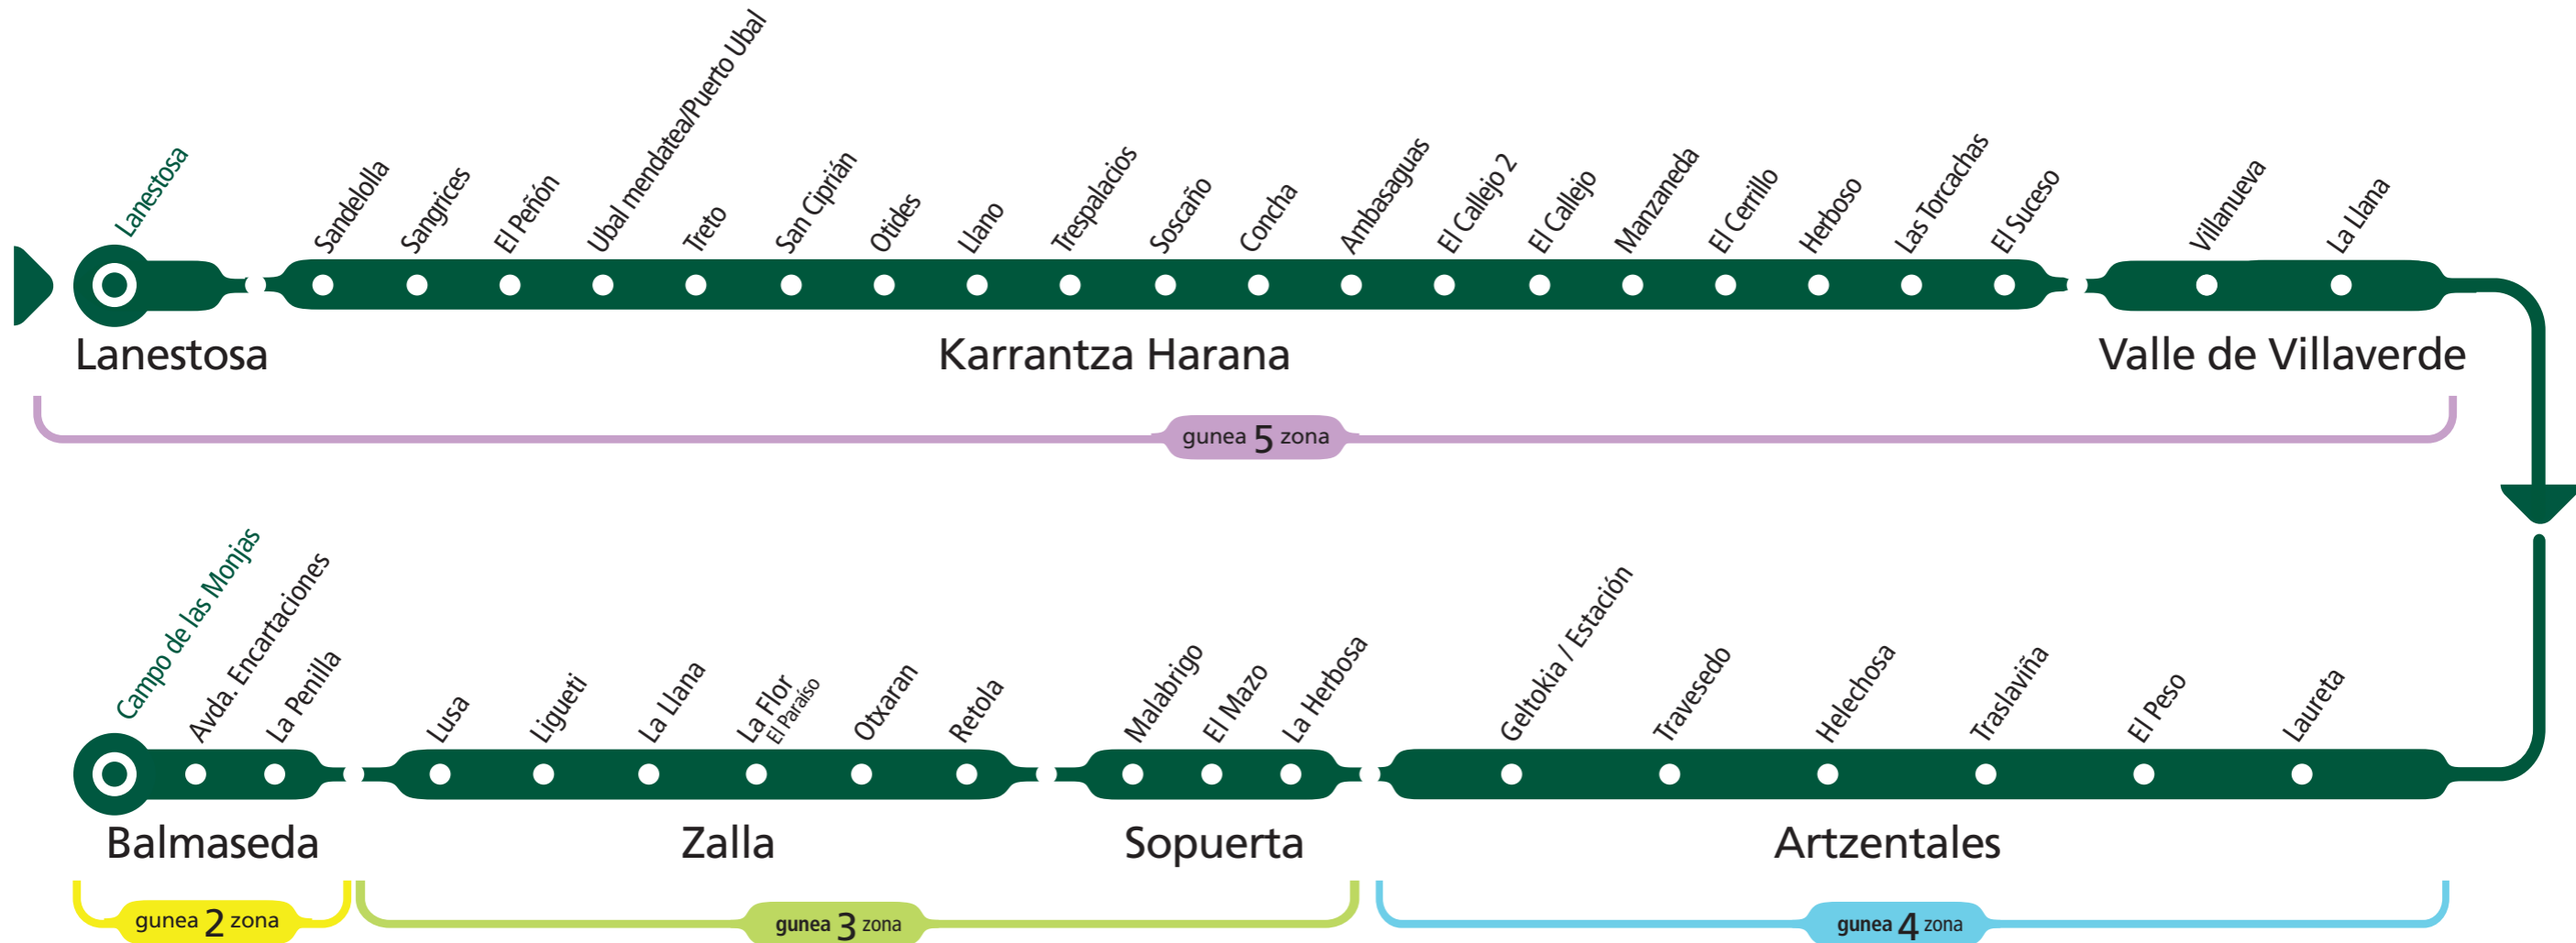 Lanestosa
Sandelolla
Sangrices
El Peñón
Ubal mendatea/Puerto Ubal
Treto
San Ciprián
Otides
Llano
Trespalacios
Soscaño
Concha
Ambasaguas
El Callejo 2
El Callejo
Manzaneda
El Cerrillo
Herboso
Las Torcachas
El Suceso
Villanueva
La Llana
Lanestosa
Karrantza Harana
Valle de Villaverde
gunea 5 zona
Campo de las Monjas
Avda. Encartaciones
La Penilla
Lusa
Ligueti
La Llana
La Flor
El Paraíso
Otxaran
Retola
Malabrigo
El Mazo
La Herbosa
Geltokia / Estación
Travesedo
Helechosa
Traslaviña
El Peso
Laureta
Balmaseda
Zalla
Sopuerta
Artzentales
gunea 2 zona
gunea 3 zona
gunea 4 zona